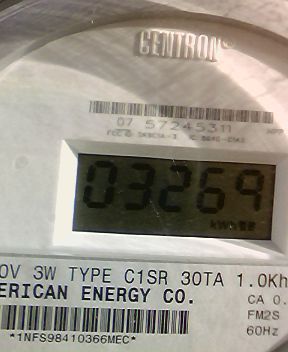 CENTRON®
07 57245311
03269
kWh
0V 3W TYPE C1SR 30TA 1.0Kh
ERICAN ENERGY CO.
CA 0.
FM2S
60Hz
*1NFS98410366MEC*